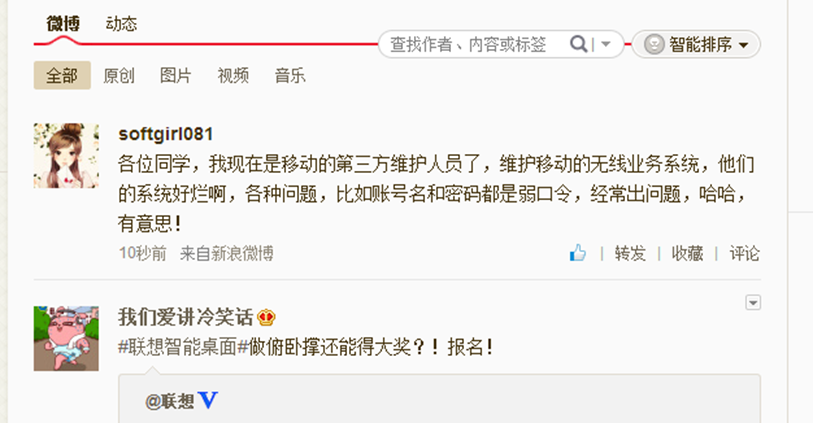 微博 动态
查找作者、内容或标签 智能排序
全部 原创 图片 视频 音乐
softgirl081
各位同学，我现在是移动的第三方维护人员了，维护移动的无线业务系统，他们
的系统好烂啊，各种问题，比如账号名和密码都是弱口令，经常出问题，哈哈，
有意思！
10秒前 来自新浪微博 | 转发 | 收藏 | 评论
我们爱讲冷笑话
#联想智能桌面#做俯卧撑还能得大奖？！报名！
@联想V